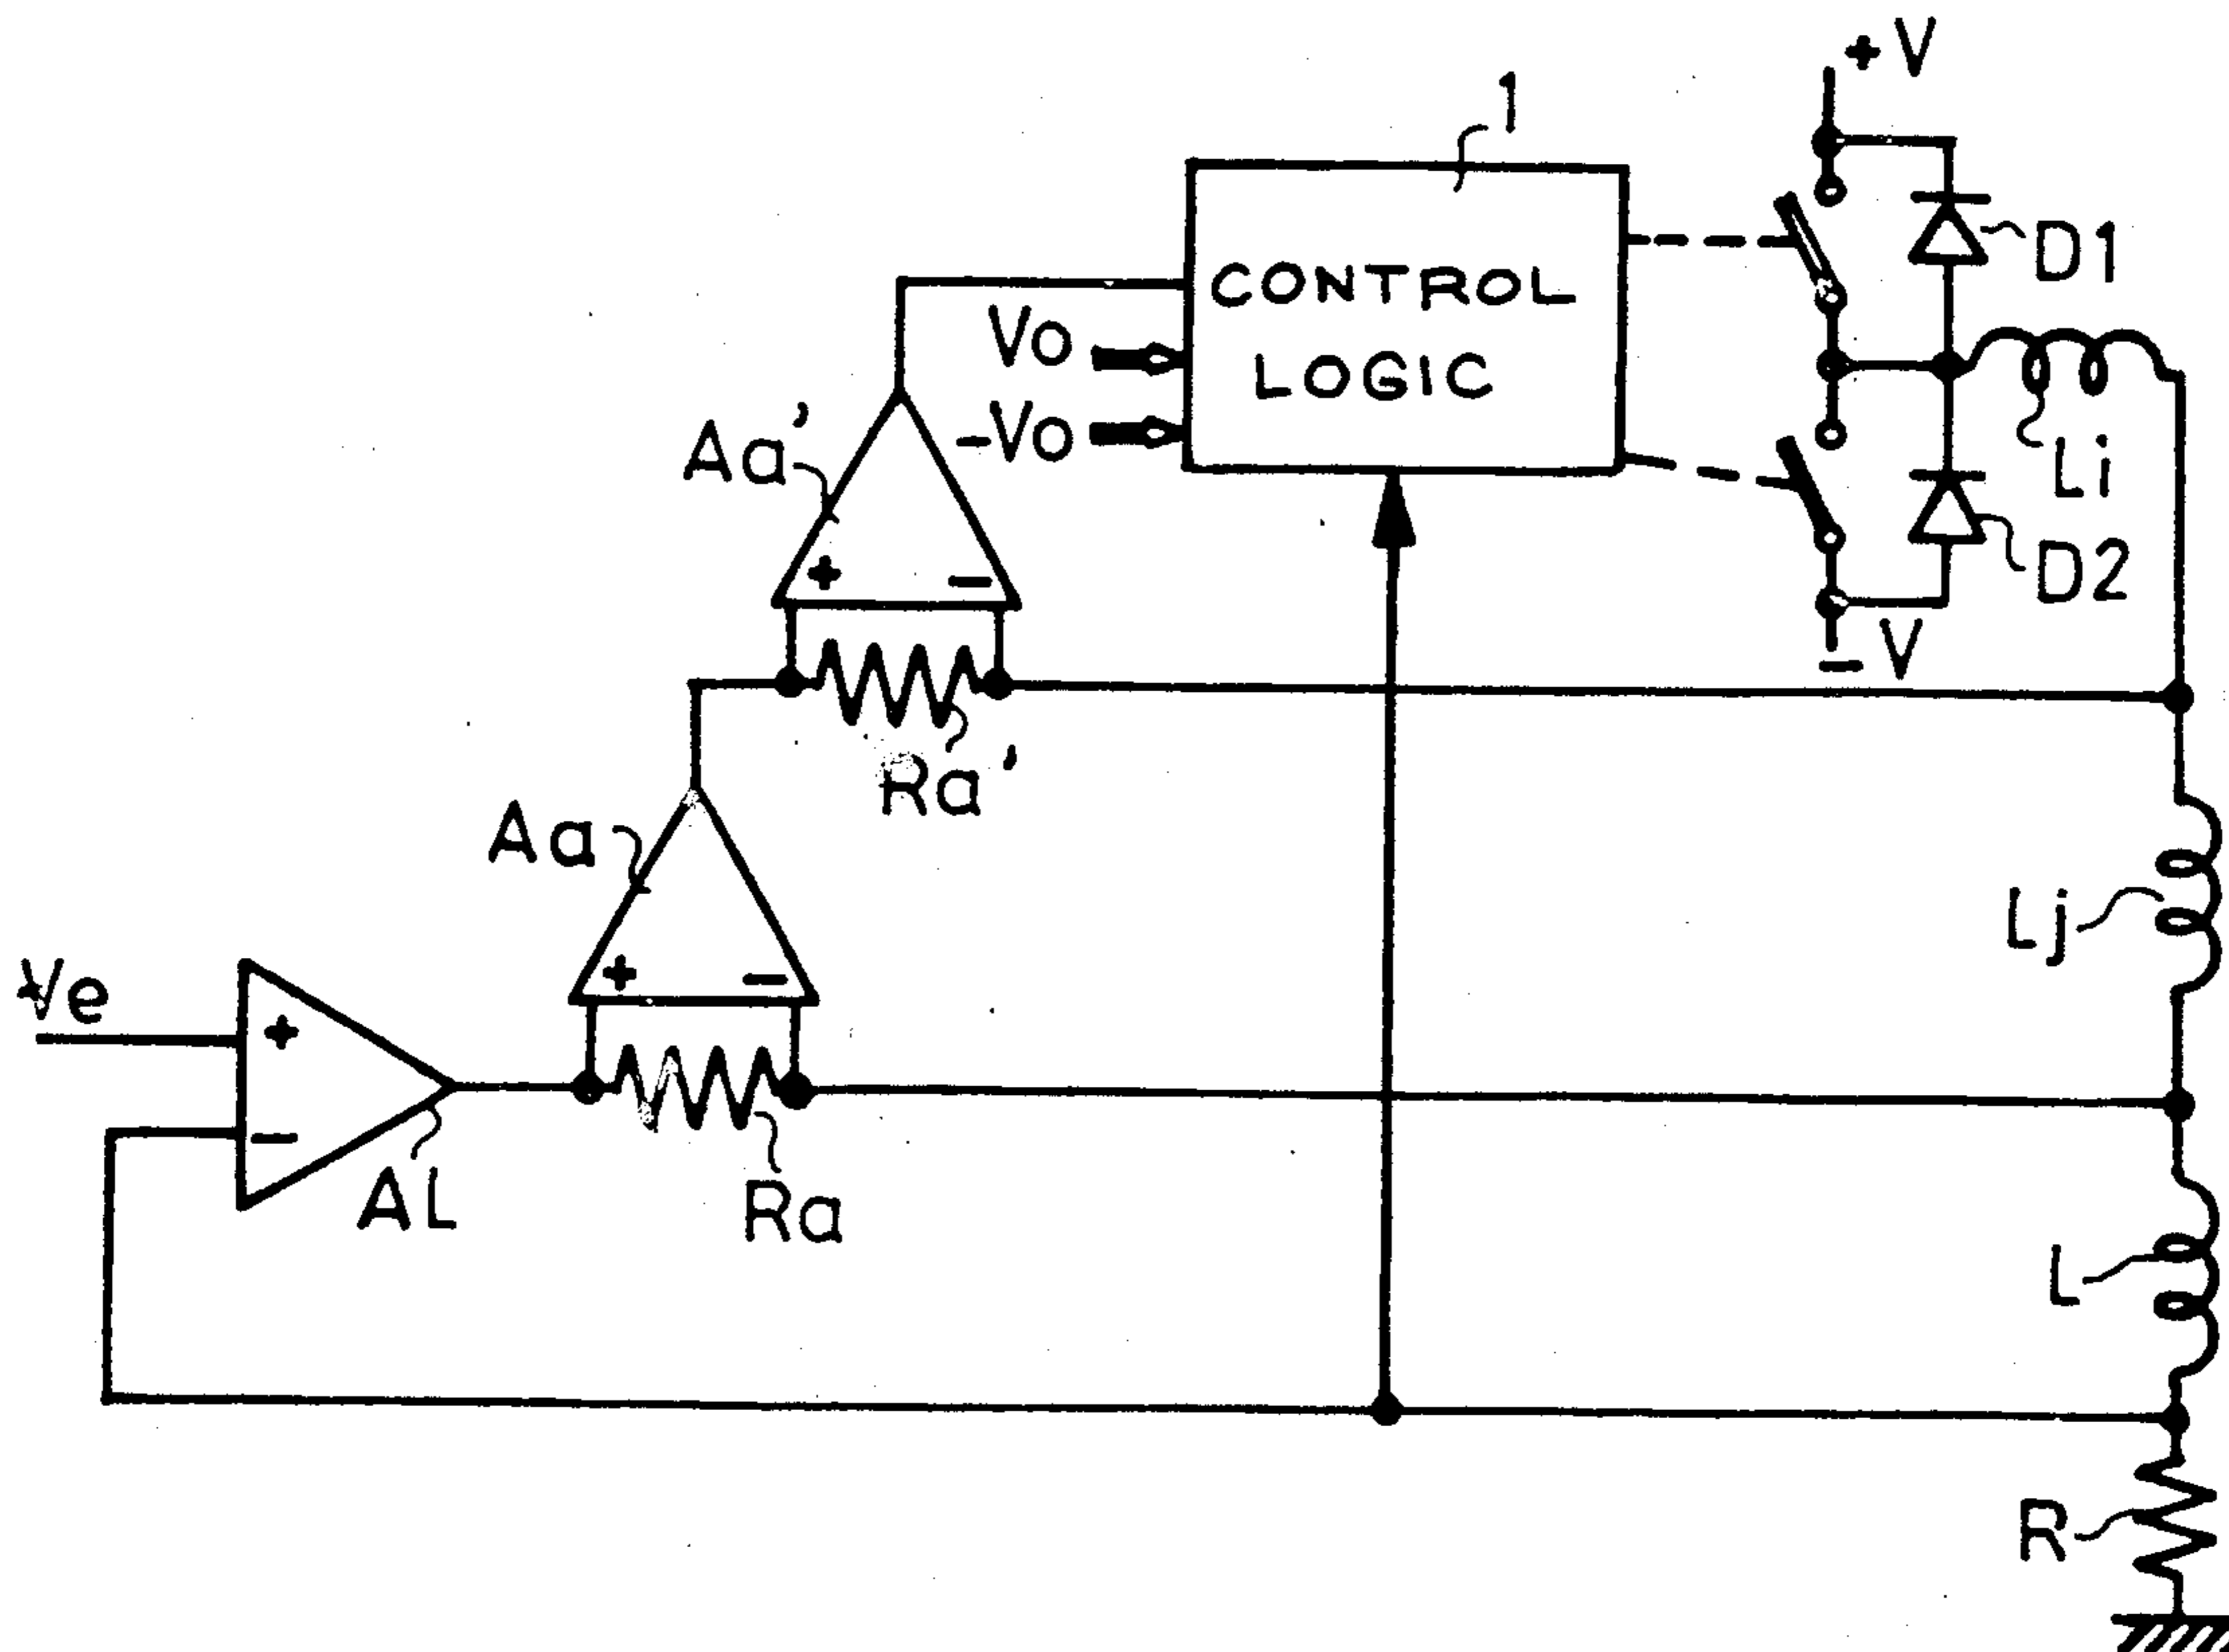 +V
1
D1
CONTROL
LOGIC
Vo
-Vo
Aa'
+
-
Li
D2
-V
Ra'
Aa
Lj
+
-
Ve
+
-
AL
Ra
L
R